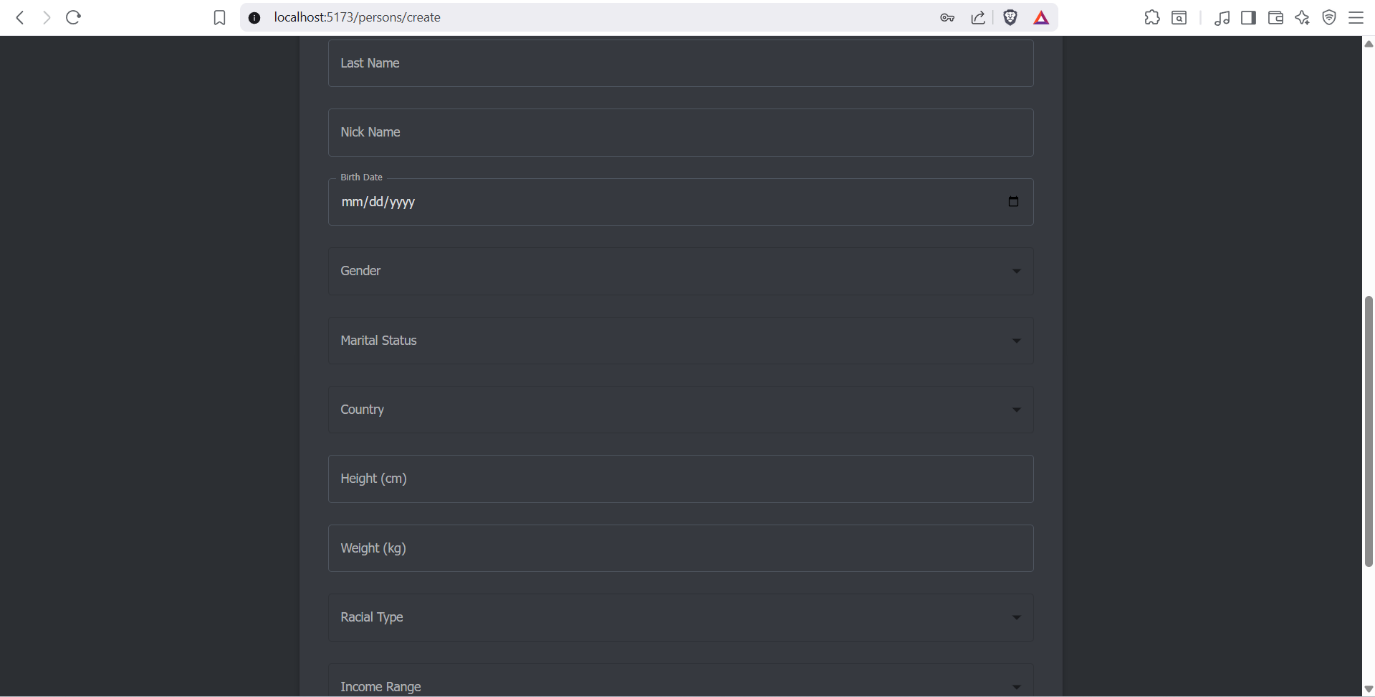 localhost:5173/persons/create
Last Name
Nick Name
Birth Date
mm/dd/yyyy
Gender
Marital Status
Country
Height (cm)
Weight (kg)
Racial Type
Income Range